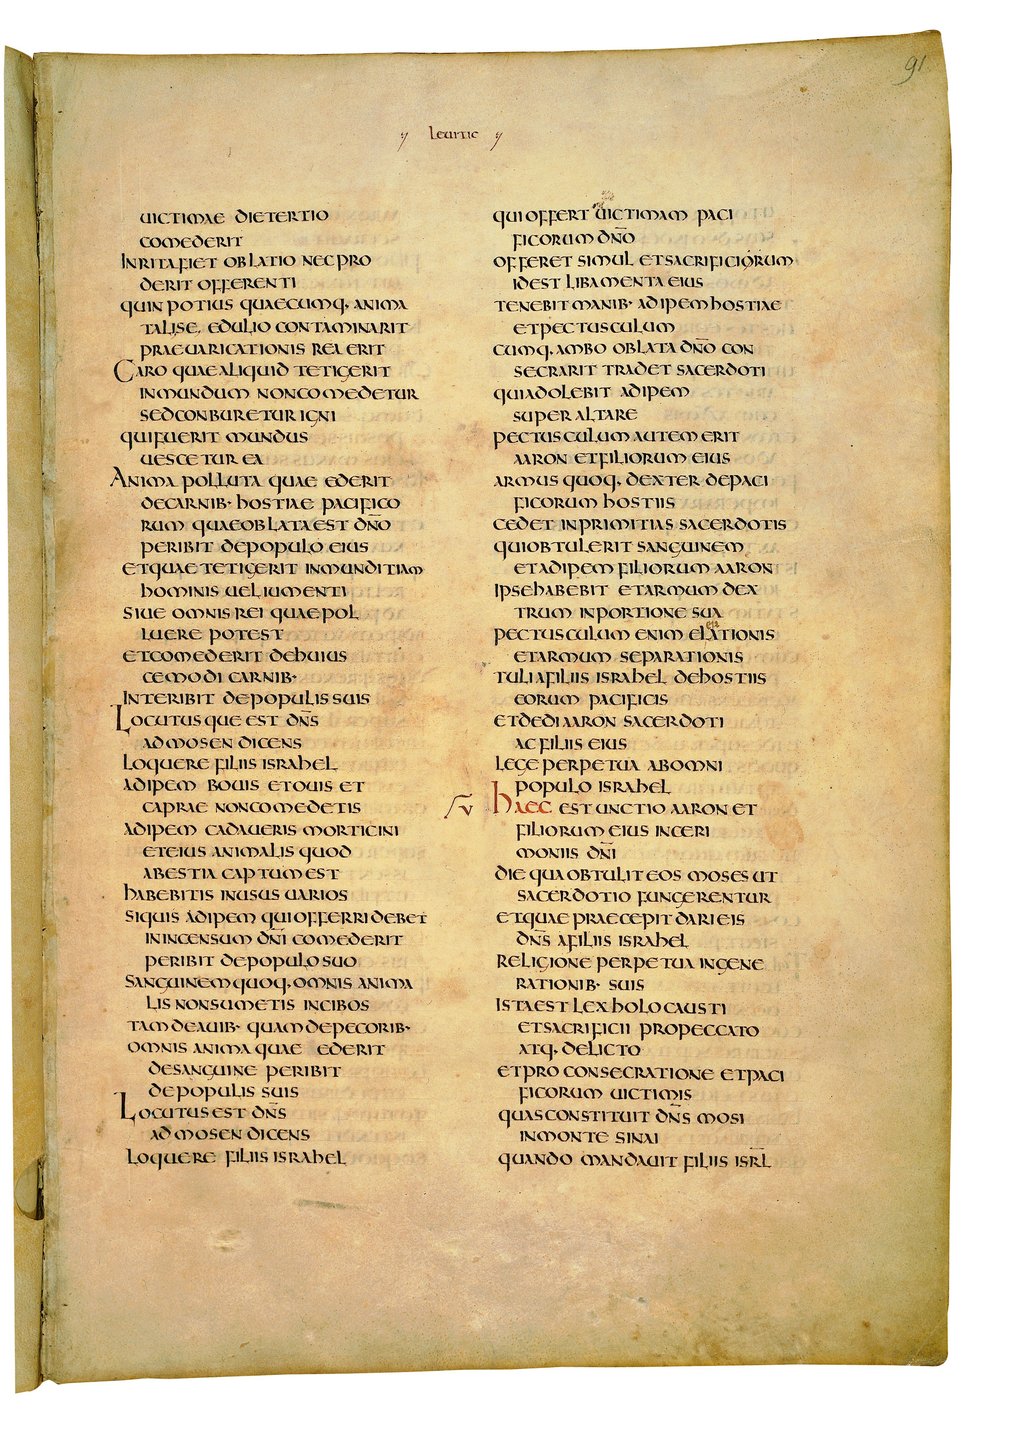 91
leuitic
UICTIMAE DIE TERTIO
COMEDERIT
INRITA FIET OBLATIO NEC PRO
DERIT OFFERENTI
QUIN POTIUS QUAECUMQ· ANIMA
TALI SE EDULIO CONTAMINARIT
PRAEUARICATIONIS REA ERIT
CARO QUAE ALIQUID TETIGERIT
INMUNDUM NON COMEDETUR
SED CONBURETUR IGNI
QUI FUERIT MUNDUS
UESCETUR EA
ANIMA POLLUTA QUAE EDERIT
DE CARNIB· HOSTIAE PACIFICO
RUM QUAE OBLATA EST DN̄O
PERIBIT DE POPULO EIUS
ET QUAE TETIGERIT INMUNDITIAM
HOMINIS UEL IUMENTI
SIUE OMNIS REI QUAE POL
LUERE POTEST
ET COMEDERIT DE HUIUS
CEMODI CARNIB·
INTERIBIT DE POPULIS SUIS
LOCUTUSQUE EST DN̄S
AD MOSEN DICENS
LOQUERE FILIIS ISRAHEL
ADIPEM BOUIS ET OUIS ET
CAPRAE NON COMEDETIS
ADIPEM CADAUERIS MORTICINI
ET EIUS ANIMALIS QUOD
A BESTIA CAPTUM EST
HABEBITIS IN USUS UARIOS
SI QUIS ADIPEM QUI OFFERRI DEBET
IN INCENSUM DN̄I COMEDERIT
PERIBIT DE POPULO SUO
SANGUINEM QUOQ· OMNIS ANIMA
LIS NON SUMETIS IN CIBOS
TAM DE AUIB· QUAM DE PECORIB·
OMNIS ANIMA QUAE EDERIT
DE SANGUINE PERIBIT
DE POPULIS SUIS
LOCUTUS EST DN̄S
AD MOSEN DICENS
LOQUERE FILIIS ISRAHEL
QUI OFFERT UICTIMAM PACI
FICORUM DN̄O
OFFERET SIMUL ET SACRIFICIORUM
ID EST LIBAMENTA EIUS
TENEBIT MANIB· ADIPEM HOSTIAE
ET PECTUSCULUM
CUMQ· AMBO OBLATA DN̄O CON
SECRARIT TRADET SACERDOTI
QUI ADOLEBIT ADIPEM
SUPER ALTARE
PECTUSCULUM AUTEM ERIT
AARON ET FILIORUM EIUS
ARMUS QUOQ· DEXTER DE PACI
FICORUM HOSTIIS
CEDET IN PRIMITIAS SACERDOTIS
QUI OBTULERIT SANGUINEM
ET ADIPEM FILIORUM AARON
IPSE HABEBIT ET ARMUM DEX
TRUM IN PORTIONE SUA
PECTUSCULUM ENIM ELATIONIS
ET ARMUM SEPARATIONIS
TULI A FILIIS ISRAHEL DE HOSTIIS
EORUM PACIFICIS
ET DEDI AARON SACERDOTI
AC FILIIS EIUS
LEGE PERPETUA AB OMNI
POPULO ISRAHEL
HAEC EST UNCTIO AARON ET
FILIORUM EIUS IN CERI
MONIIS DN̄I
DIE QUA OBTULIT EOS MOSES UT
SACERDOTIO FUNGERENTUR
ET QUAE PRAECEPIT DARI EIS
DN̄S A FILIIS ISRAHEL
RELIGIONE PERPETUA IN GENE
RATIONIB· SUIS
ISTA EST LEX HOLOCAUSTI
ET SACRIFICII PRO PECCATO
ATQ· DELICTO
ET PRO CONSECRATIONE ET PACI
FICORUM UICTIMIS
QUAS CONSTITUIT DN̄S MOSI
IN MONTE SINAI
QUANDO MANDAUIT FILIIS ISRL̄